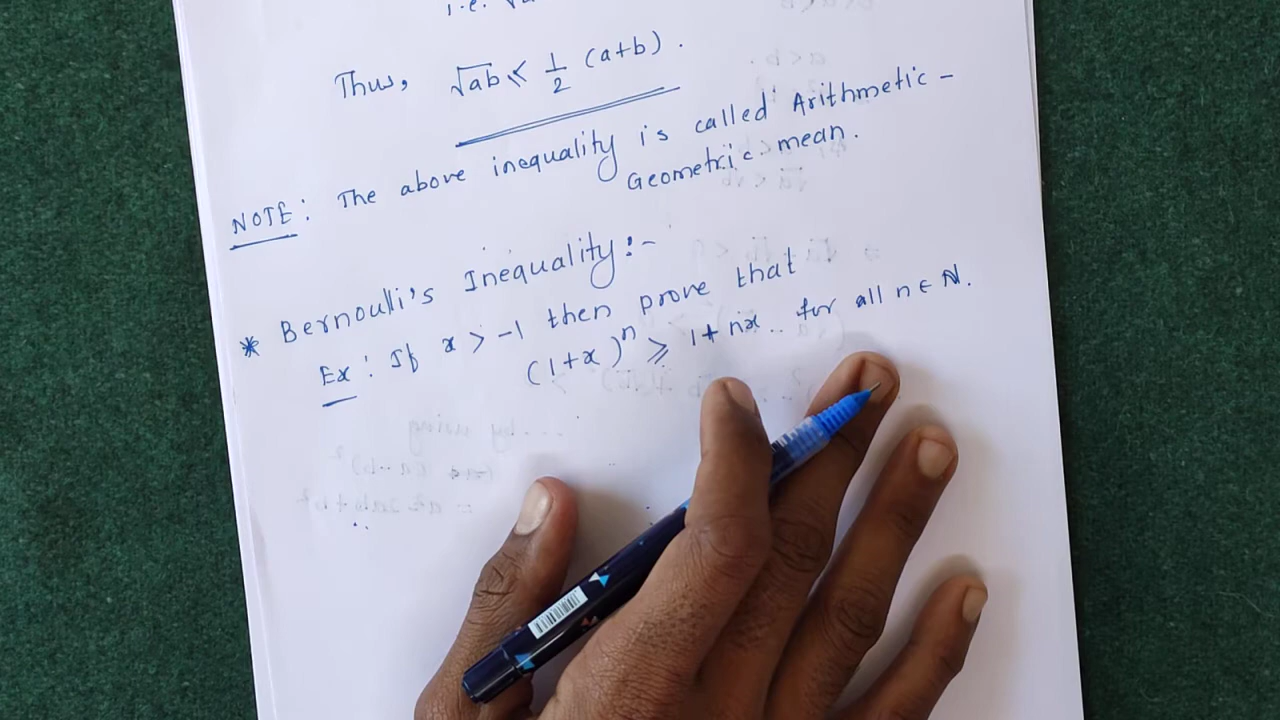 i.e.
Thus, √ab ≤ 1/2 (a+b).
NOTE: The above inequality is called Arithmetic -
Geometric mean.
* Bernoulli's Inequality:-
Ex: If x > -1 then prove that
(1+x)^n ≥ 1+nx .. for all n ∈ N.